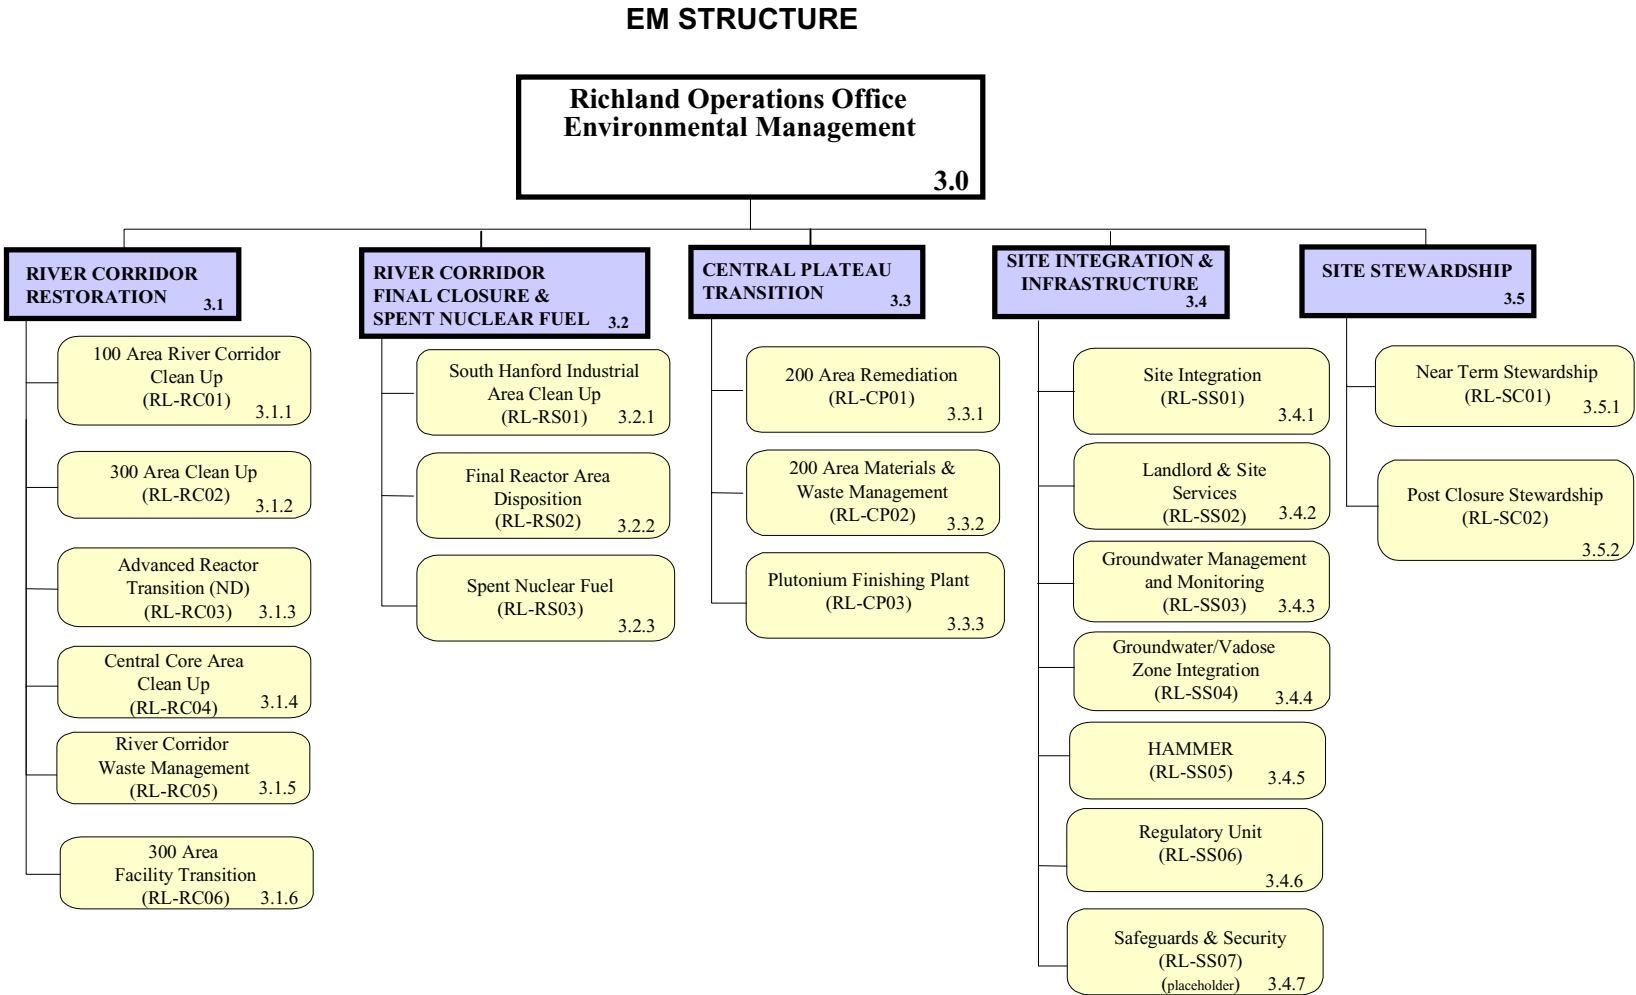 EM STRUCTURE
Richland Operations Office
Environmental Management
3.0
RIVER CORRIDOR
RESTORATION 3.1
100 Area River Corridor
Clean Up
(RL-RC01) 3.1.1
300 Area Clean Up
(RL-RC02) 3.1.2
Advanced Reactor
Transition (ND)
(RL-RC03) 3.1.3
Central Core Area
Clean Up
(RL-RC04) 3.1.4
River Corridor
Waste Management
(RL-RC05) 3.1.5
300 Area
Facility Transition
(RL-RC06) 3.1.6
RIVER CORRIDOR
FINAL CLOSURE &
SPENT NUCLEAR FUEL 3.2
South Hanford Industrial
Area Clean Up
(RL-RS01) 3.2.1
Final Reactor Area
Disposition
(RL-RS02) 3.2.2
Spent Nuclear Fuel
(RL-RS03)
3.2.3
CENTRAL PLATEAU
TRANSITION 3.3
200 Area Remediation
(RL-CP01)
3.3.1
200 Area Materials &
Waste Management
(RL-CP02) 3.3.2
Plutonium Finishing Plant
(RL-CP03)
3.3.3
SITE INTEGRATION &
INFRASTRUCTURE
3.4
Site Integration
(RL-SS01)
3.4.1
Landlord & Site
Services
(RL-SS02) 3.4.2
Groundwater Management
and Monitoring
(RL-SS03) 3.4.3
Groundwater/Vadose
Zone Integration
(RL-SS04) 3.4.4
HAMMER
(RL-SS05) 3.4.5
Regulatory Unit
(RL-SS06)
3.4.6
Safeguards & Security
(RL-SS07)
(placeholder) 3.4.7
SITE STEWARDSHIP
3.5
Near Term Stewardship
(RL-SC01)
3.5.1
Post Closure Stewardship
(RL-SC02)
3.5.2